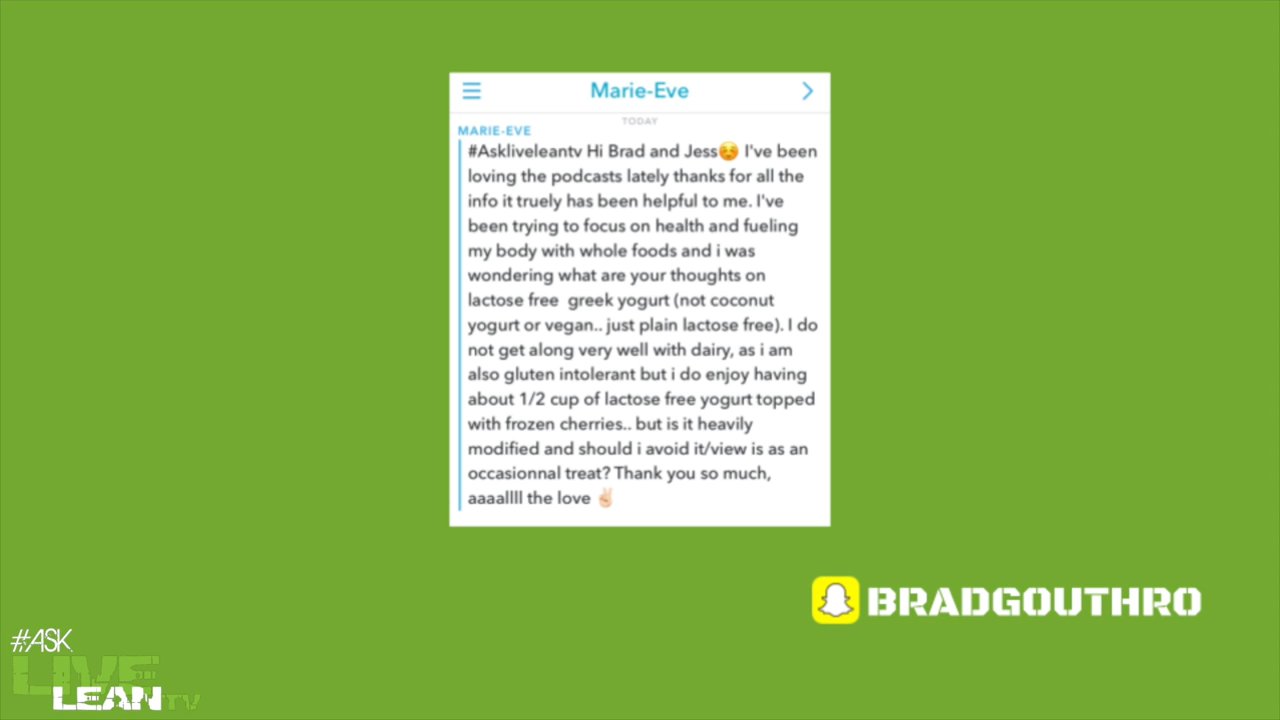 Marie-Eve
TODAY
MARIE-EVE
#Askliveleantv Hi Brad and Jess☺️ I've been
loving the podcasts lately thanks for all the
info it truely has been helpful to me. I've
been trying to focus on health and fueling
my body with whole foods and i was
wondering what are your thoughts on
lactose free  greek yogurt (not coconut
yogurt or vegan.. just plain lactose free). I do
not get along very well with dairy, as i am
also gluten intolerant but i do enjoy having
about 1/2 cup of lactose free yogurt topped
with frozen cherries.. but is it heavily
modified and should i avoid it/view is as an
occasionnal treat? Thank you so much,
aaaallll the love ✌🏻
BRADGOUTHRO
#ASK
LIVE
LEAN TV